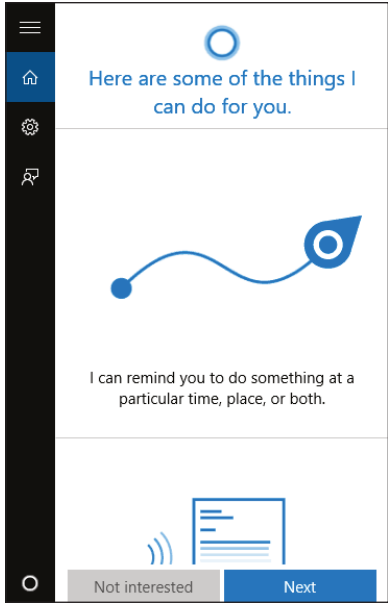 Here are some of the things I
can do for you.
I can remind you to do something at a
particular time, place, or both.
Not interested
Next